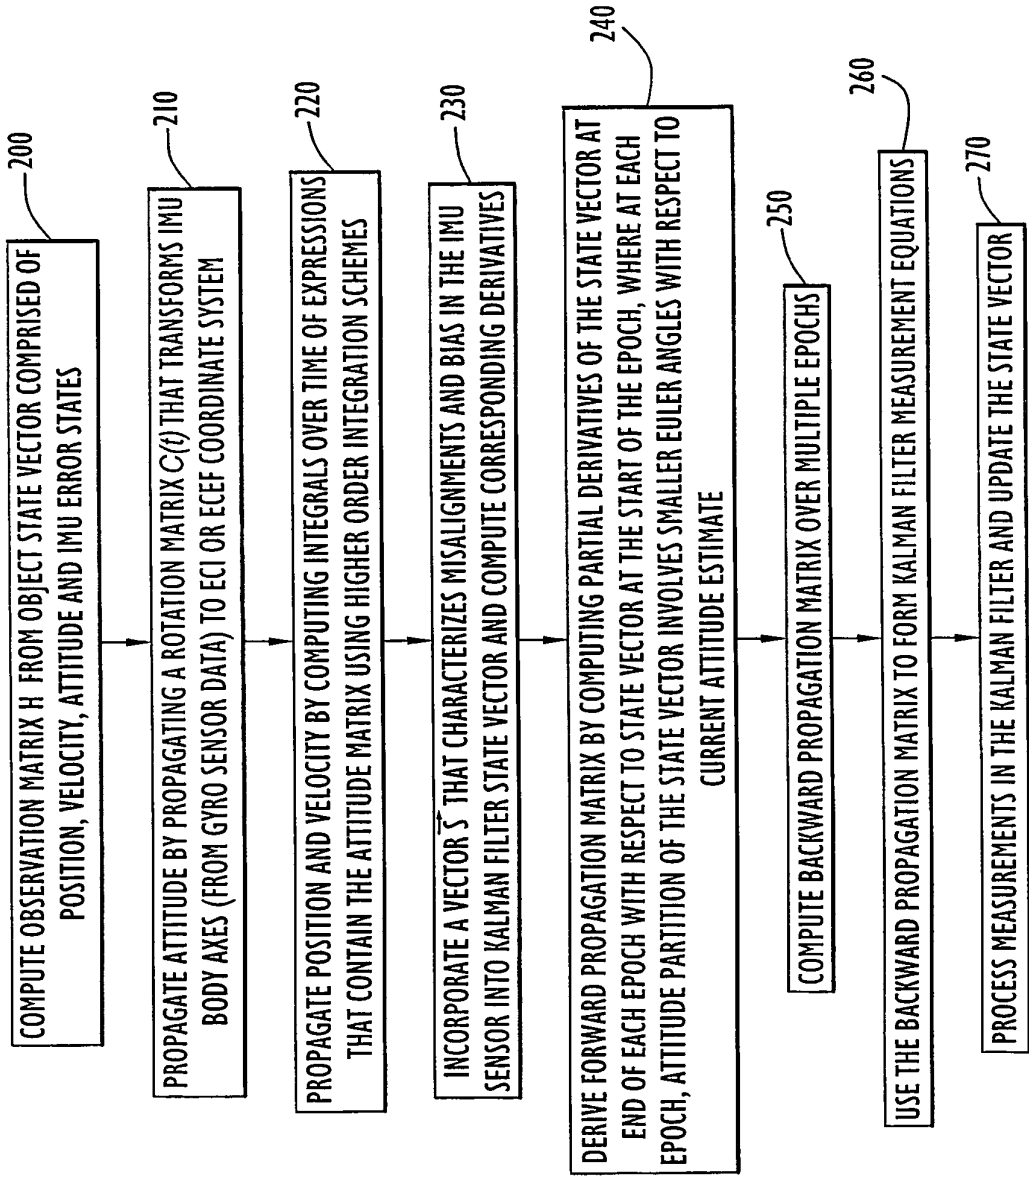 200
COMPUTE OBSERVATION MATRIX H FROM OBJECT STATE VECTOR COMPRISED OF
POSITION, VELOCITY, ATTITUDE AND IMU ERROR STATES
210
PROPAGATE ATTITUDE BY PROPAGATING A ROTATION MATRIX C(t) THAT TRANSFORMS IMU
BODY AXES (FROM GYRO SENSOR DATA) TO ECI OR ECEF COORDINATE SYSTEM
220
PROPAGATE POSITION AND VELOCITY BY COMPUTING INTEGRALS OVER TIME OF EXPRESSIONS
THAT CONTAIN THE ATTITUDE MATRIX USING HIGHER ORDER INTEGRATION SCHEMES
230
INCORPORATE A VECTOR S⃗ THAT CHARACTERIZES MISALIGNMENTS AND BIAS IN THE IMU
SENSOR INTO KALMAN FILTER STATE VECTOR AND COMPUTE CORRESPONDING DERIVATIVES
240
DERIVE FORWARD PROPAGATION MATRIX BY COMPUTING PARTIAL DERIVATIVES OF THE STATE VECTOR AT
END OF EACH EPOCH WITH RESPECT TO STATE VECTOR AT THE START OF THE EPOCH, WHERE AT EACH
EPOCH, ATTITUDE PARTITION OF THE STATE VECTOR INVOLVES SMALLER EULER ANGLES WITH RESPECT TO
CURRENT ATTITUDE ESTIMATE
250
COMPUTE BACKWARD PROPAGATION MATRIX OVER MULTIPLE EPOCHS
260
USE THE BACKWARD PROPAGATION MATRIX TO FORM KALMAN FILTER MEASUREMENT EQUATIONS
270
PROCESS MEASUREMENTS IN THE KALMAN FILTER AND UPDATE THE STATE VECTOR